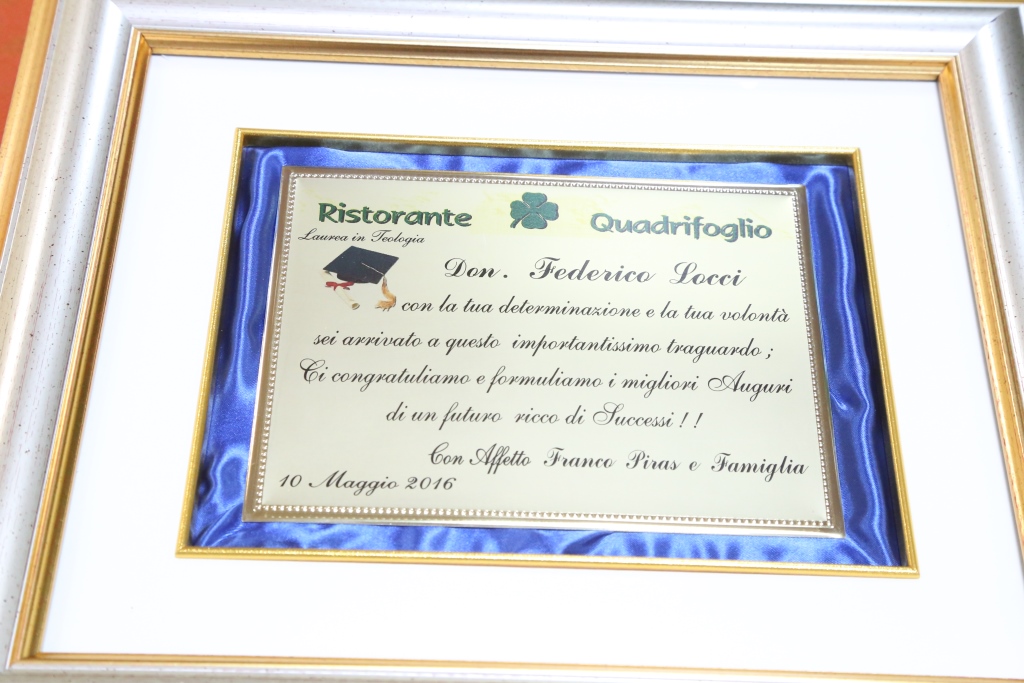 Ristorante Quadrifoglio
Laurea in Teologia
Don. Federico Locci
con la tua determinazione e la tua volontà
sei arrivato a questo importantissimo traguardo ;
Ci congratuliamo e formuliamo i migliori Auguri
di un futuro ricco di Successi ! !
Con Affetto Franco Piras e Famiglia
10 Maggio 2016